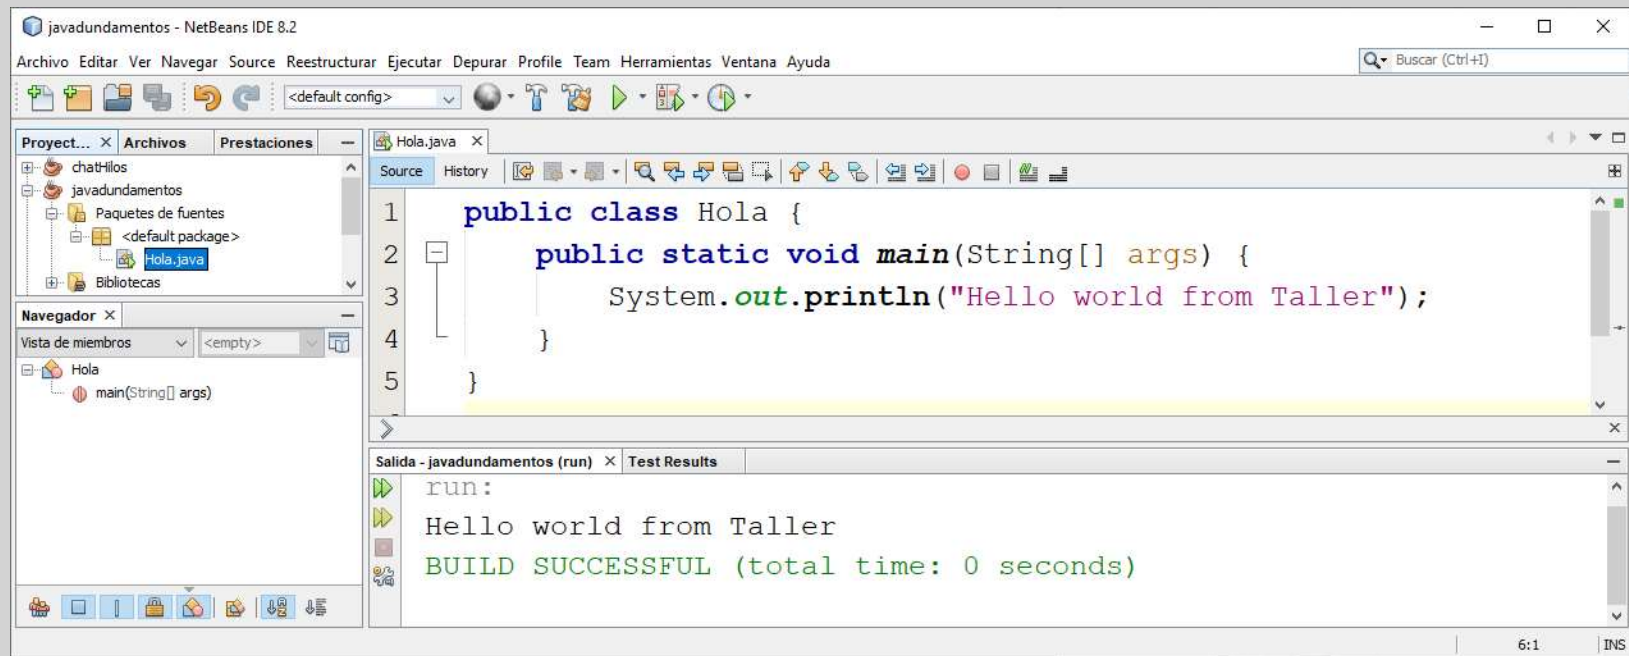 javadundamentos - NetBeans IDE 8.2
Archivo Editar Ver Navegar Source Reestructurar Ejecutar Depurar Profile Team Herramientas Ventana Ayuda
Buscar (Ctrl+I)
<default config>
Proyect... Archivos Prestaciones
chatHilos
javadundamentos
Paquetes de fuentes
<default package>
Hola.java
Bibliotecas
Navegador
Vista de miembros <empty>
Hola
main(String[] args)
Hola.java
Source History
1 public class Hola {
2 public static void main(String[] args) {
3 System.out.println("Hello world from Taller");
4 }
5 }
Salida - javadundamentos (run) Test Results
run:
Hello world from Taller
BUILD SUCCESSFUL (total time: 0 seconds)
6:1 INS